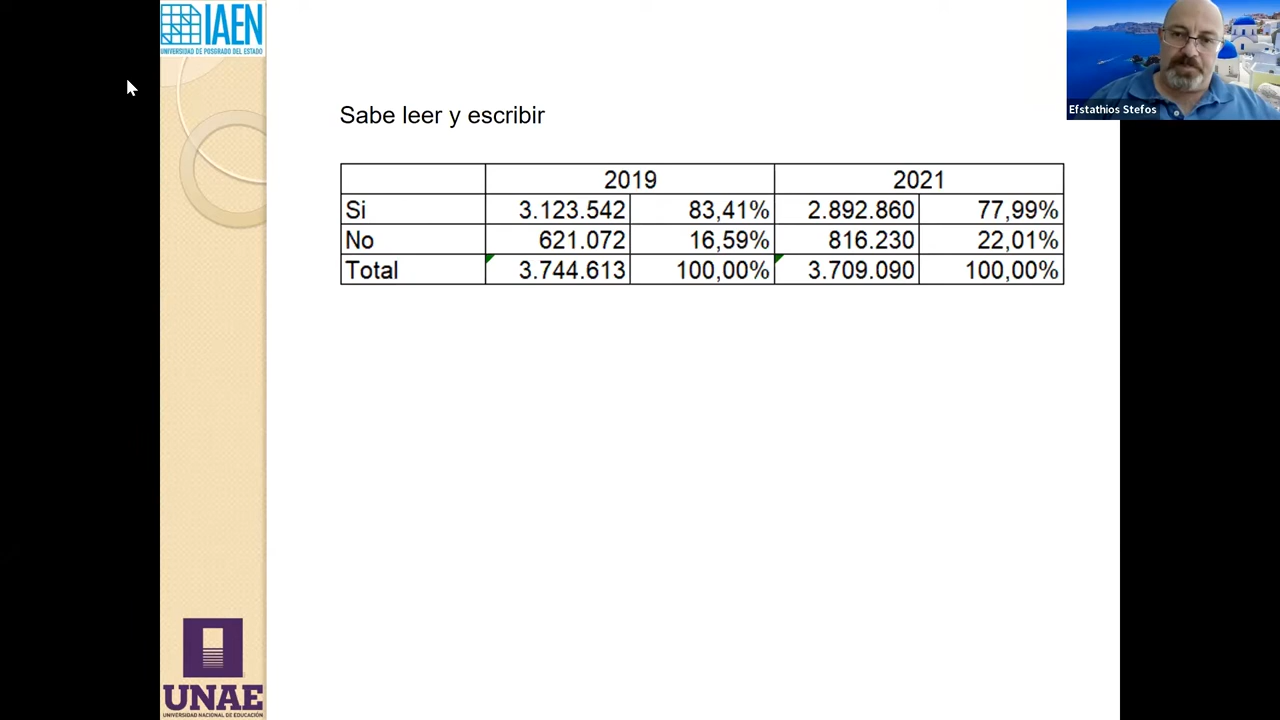 IAEN
UNIVERSIDAD DE POSGRADO DEL ESTADO
Efstathios Stefos
Sabe leer y escribir
2019 2021
Si 3.123.542 83,41% 2.892.860 77,99%
No 621.072 16,59% 816.230 22,01%
Total 3.744.613 100,00% 3.709.090 100,00%
UNAE
UNIVERSIDAD NACIONAL DE EDUCACIÓN